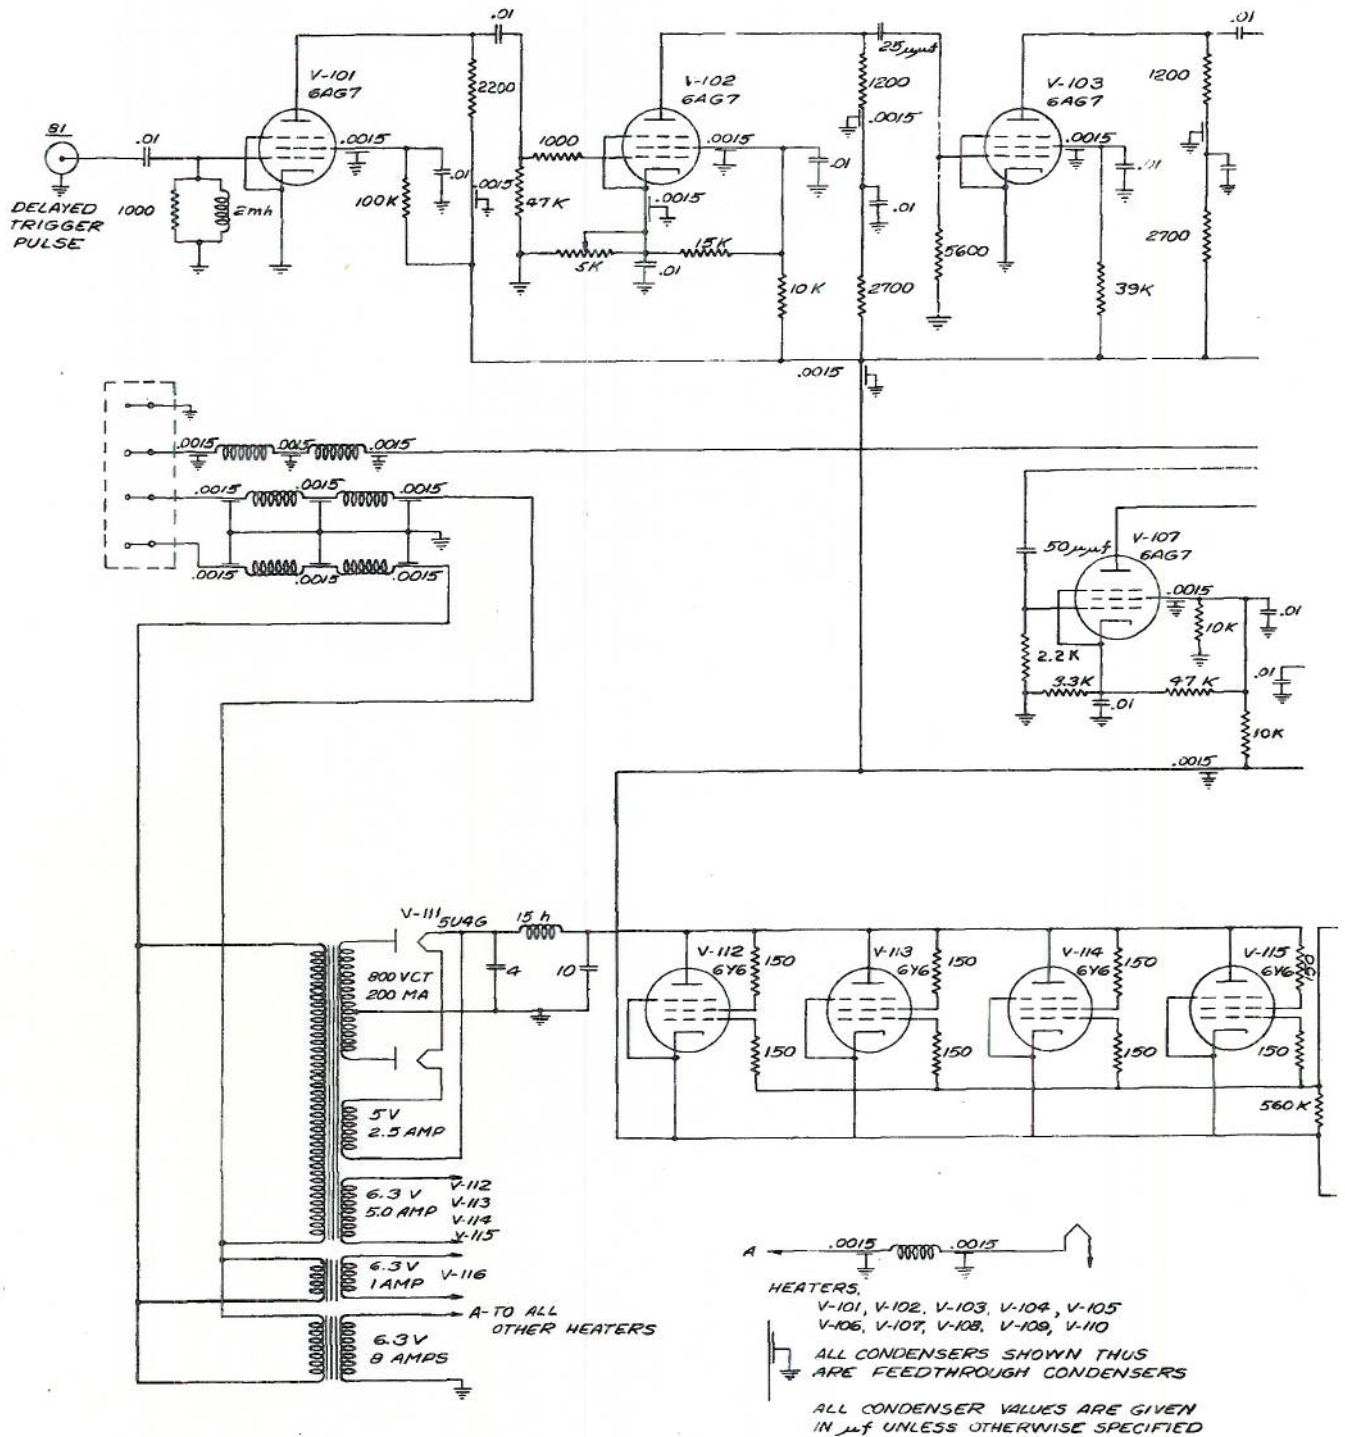 .01
.01
25µµf
V-101
6AG7
2200
V-102
6AG7
1200
V-103
6AG7
1200
81
.01
.0015
1000
.0015
.0015
.0015
DELAYED
TRIGGER
PULSE
1000
2mh
100K
.01
.0015
47K
.0015
.01
.01
.01
5K
15K
.01
10K
2700
5600
39K
2700
.0015
.0015
.0015
.0015
.0015
.0015
.0015
.0015
.0015
.0015
50µµf
V-107
6AG7
.0015
.01
10K
2.2K
3.3K
47K
.01
.01
10K
.0015
V-111
5U4G
15 h
800 VCT
200 MA
4
10
V-112
6Y6
150
V-113
6Y6
150
V-114
6Y6
150
V-115
6Y6
150
150
150
150
150
5V
2.5 AMP
560K
6.3 V
5.0 AMP
V-112
V-113
V-114
V-115
6.3 V
1 AMP
V-116
A-TO ALL
OTHER HEATERS
6.3 V
8 AMPS
A
.0015
.0015
HEATERS,
V-101, V-102, V-103, V-104, V-105
V-106, V-107, V-108, V-109, V-110
ALL CONDENSERS SHOWN THUS
ARE FEEDTHROUGH CONDENSERS
ALL CONDENSER VALUES ARE GIVEN
IN µf UNLESS OTHERWISE SPECIFIED